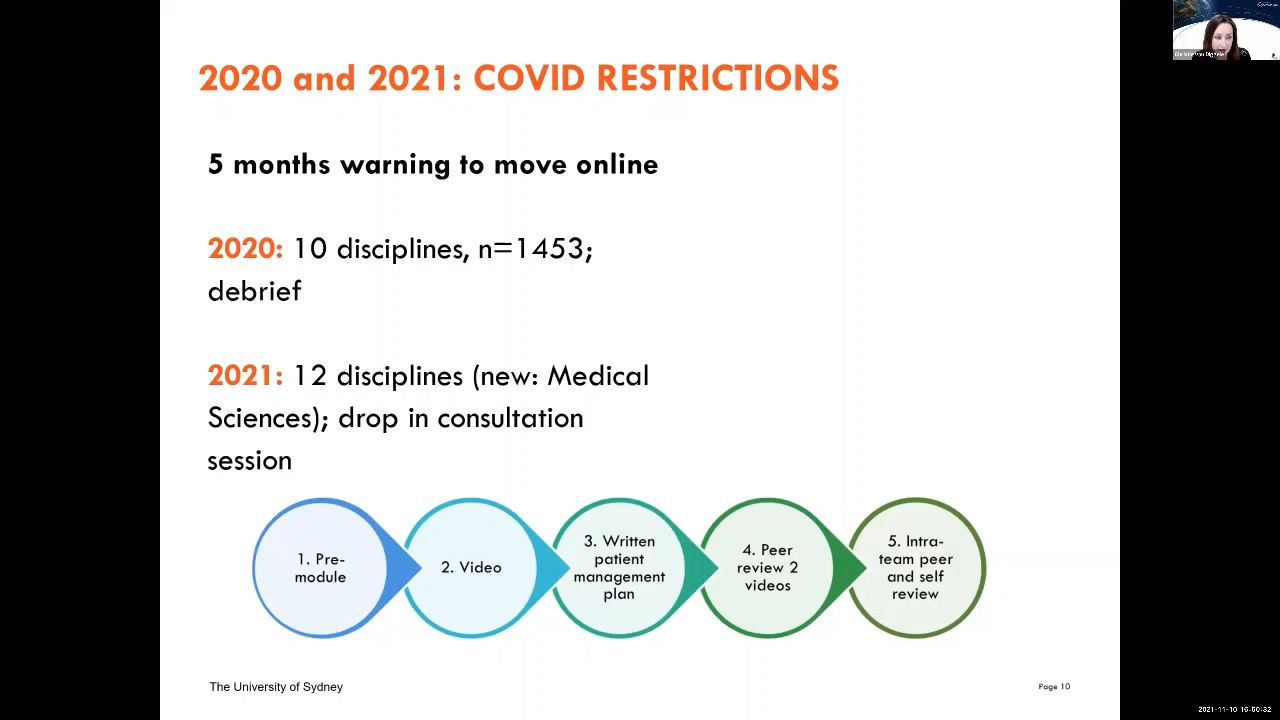 2020 and 2021: COVID RESTRICTIONS
5 months warning to move online
2020: 10 disciplines, n=1453;
debrief
2021: 12 disciplines (new: Medical
Sciences); drop in consultation
session
1. Pre-
module
2. Video
3. Written
patient
management
plan
4. Peer
review 2
videos
5. Intra-
team peer
and self
review
The University of Sydney
Page 10
2021-11-10 16:50:32